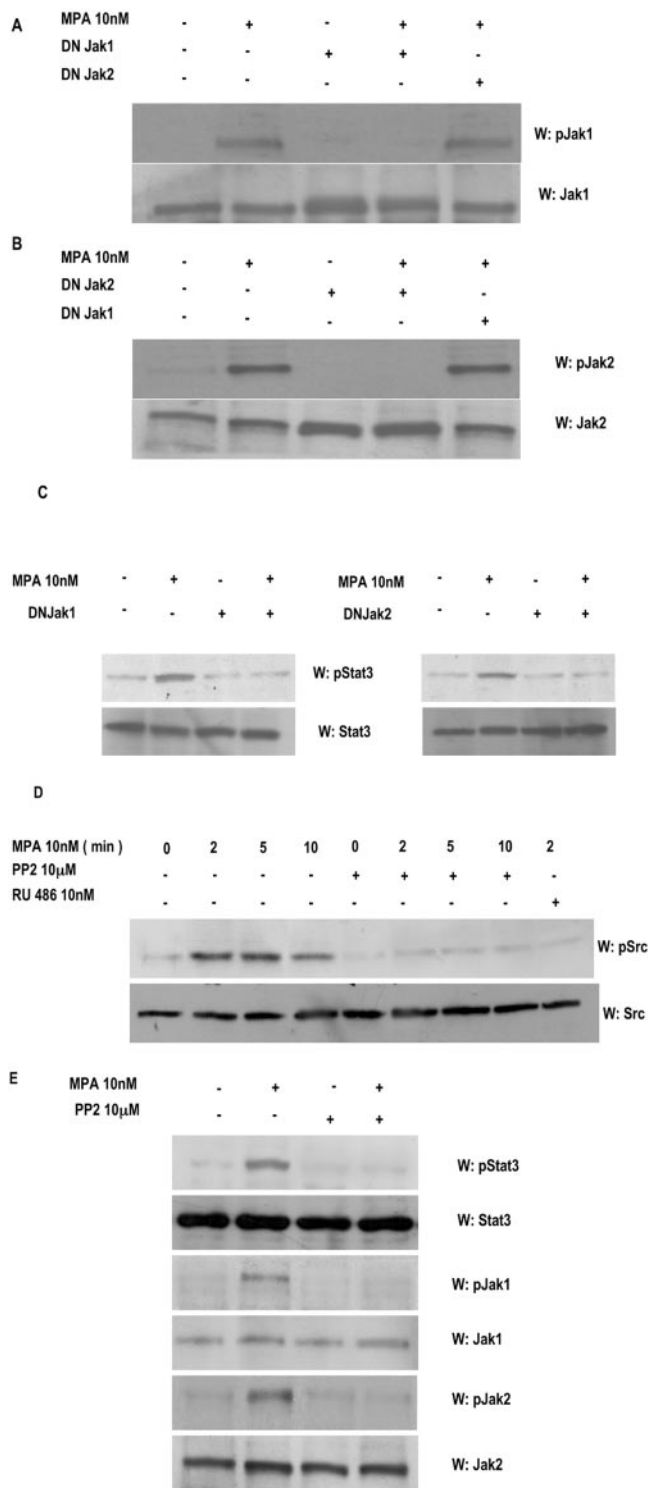 A
MPA 10nM - + - + +
DN Jak1 - - + + -
DN Jak2 - - - - +
W: pJak1
W: Jak1
B
MPA 10nM - + - + +
DN Jak2 - - + + -
DN Jak1 - - - - +
W: pJak2
W: Jak2
C
MPA 10nM - + - + MPA 10nM - + - +
DNJak1 - - + + DNJak2 - - + +
W: pStat3
W: Stat3
D
MPA 10nM ( min ) 0 2 5 10 0 2 5 10 2
PP2 10μM - - - - + + + + -
RU 486 10nM - - - - - - - - +
W: pSrc
W: Src
E
MPA 10nM - + - +
PP2 10μM - - + +
W: pStat3
W: Stat3
W: pJak1
W: Jak1
W: pJak2
W: Jak2